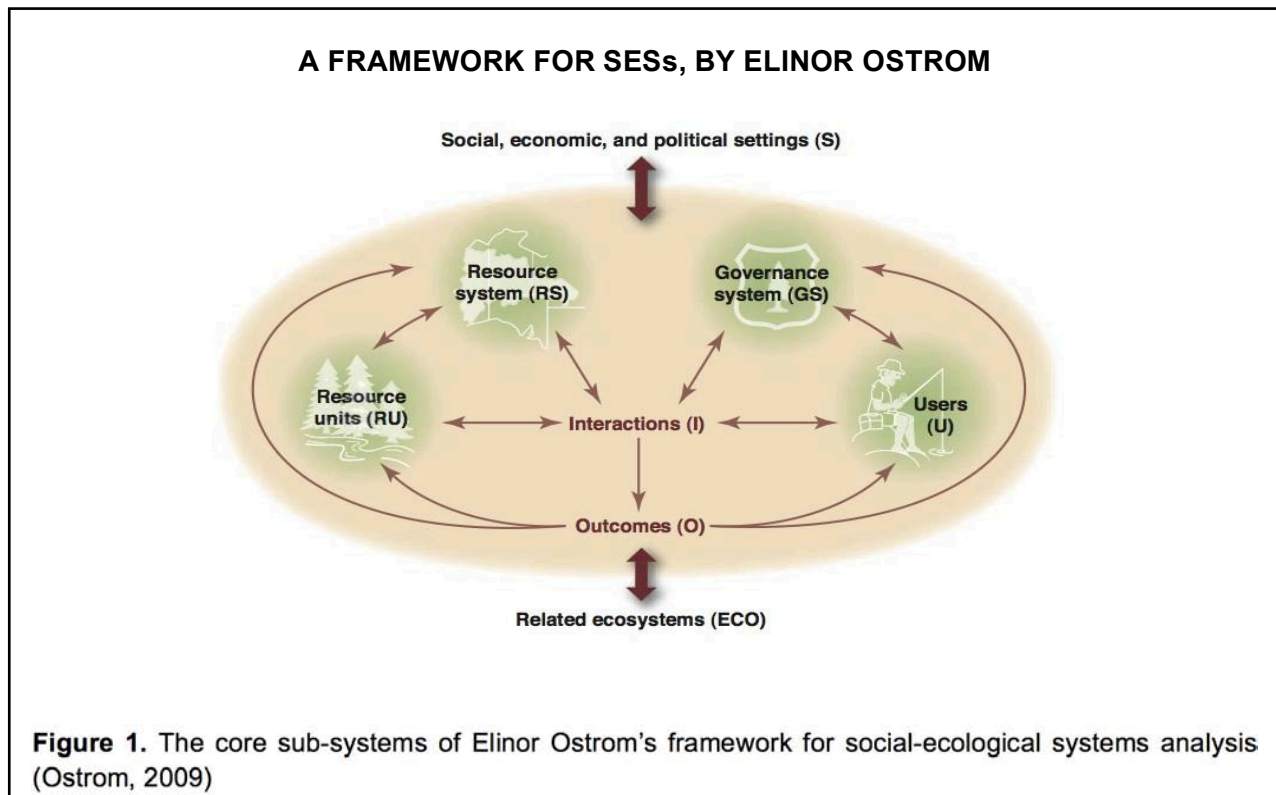 A FRAMEWORK FOR SESs, BY ELINOR OSTROM
Social, economic, and political settings (S)
Resource
system (RS)
Governance
system (GS)
Resource
units (RU)
Interactions (I)
Users
(U)
Outcomes (O)
Related ecosystems (ECO)
Figure 1. The core sub-systems of Elinor Ostrom's framework for social-ecological systems analysis
(Ostrom, 2009)